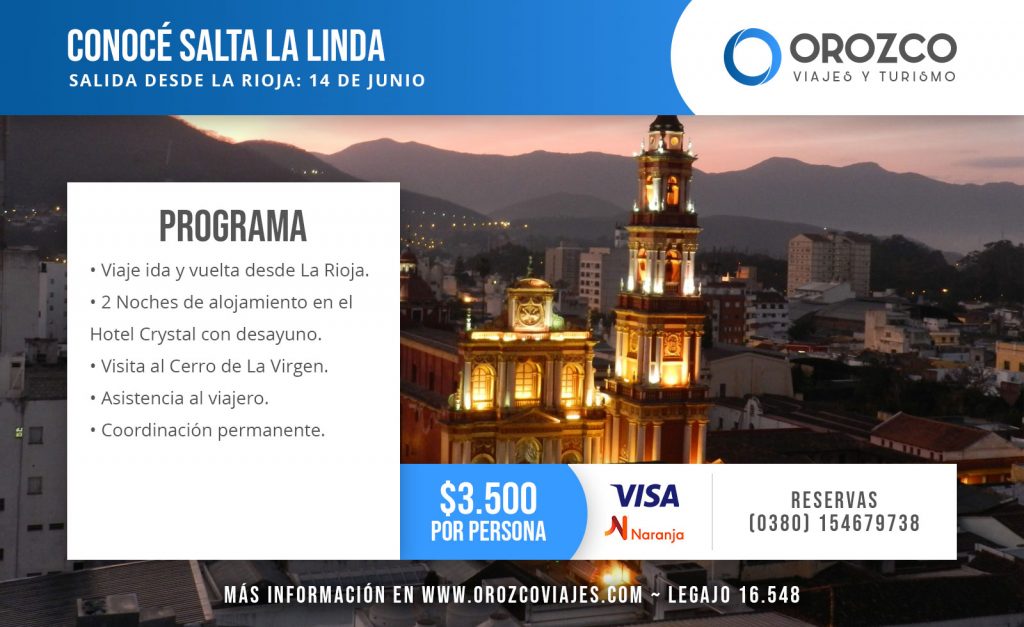 CONOCÉ SALTA LA LINDA
SALIDA DESDE LA RIOJA: 14 DE JUNIO
OROZCO
VIAJES Y TURISMO
PROGRAMA
• Viaje ida y vuelta desde La Rioja.
• 2 Noches de alojamiento en el
Hotel Crystal con desayuno.
• Visita al Cerro de La Virgen.
• Asistencia al viajero.
• Coordinación permanente.
$3.500
POR PERSONA
VISA
Naranja
RESERVAS
(0380) 154679738
MÁS INFORMACIÓN EN WWW.OROZCOVIAJES.COM ~ LEGAJO 16.548